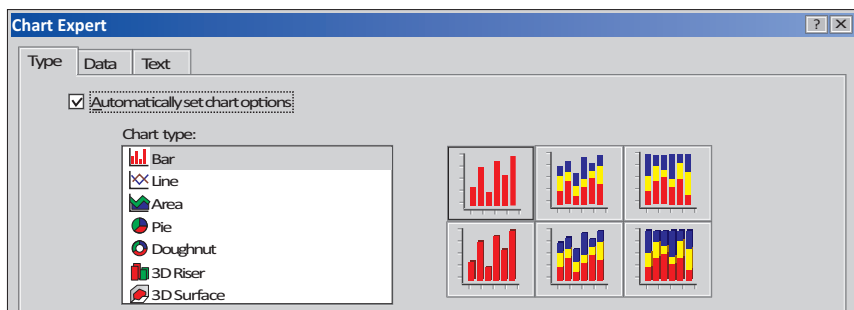 Chart Expert
Type Data Text
Automatically set chart options
Chart type:
Bar
Line
Area
Pie
Doughnut
3D Riser
3D Surface